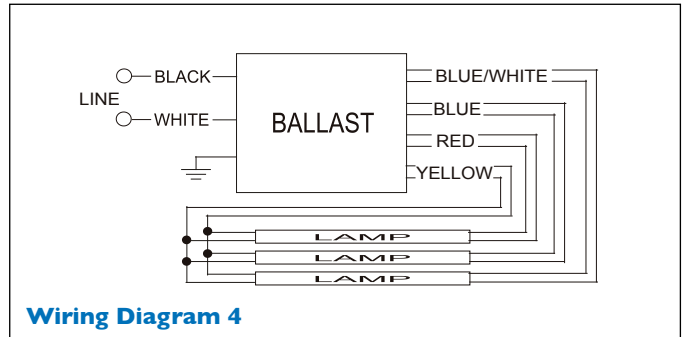 BLACK
LINE
WHITE
BALLAST
BLUE/WHITE
BLUE
RED
YELLOW
LAMP
LAMP
LAMP
Wiring Diagram 4